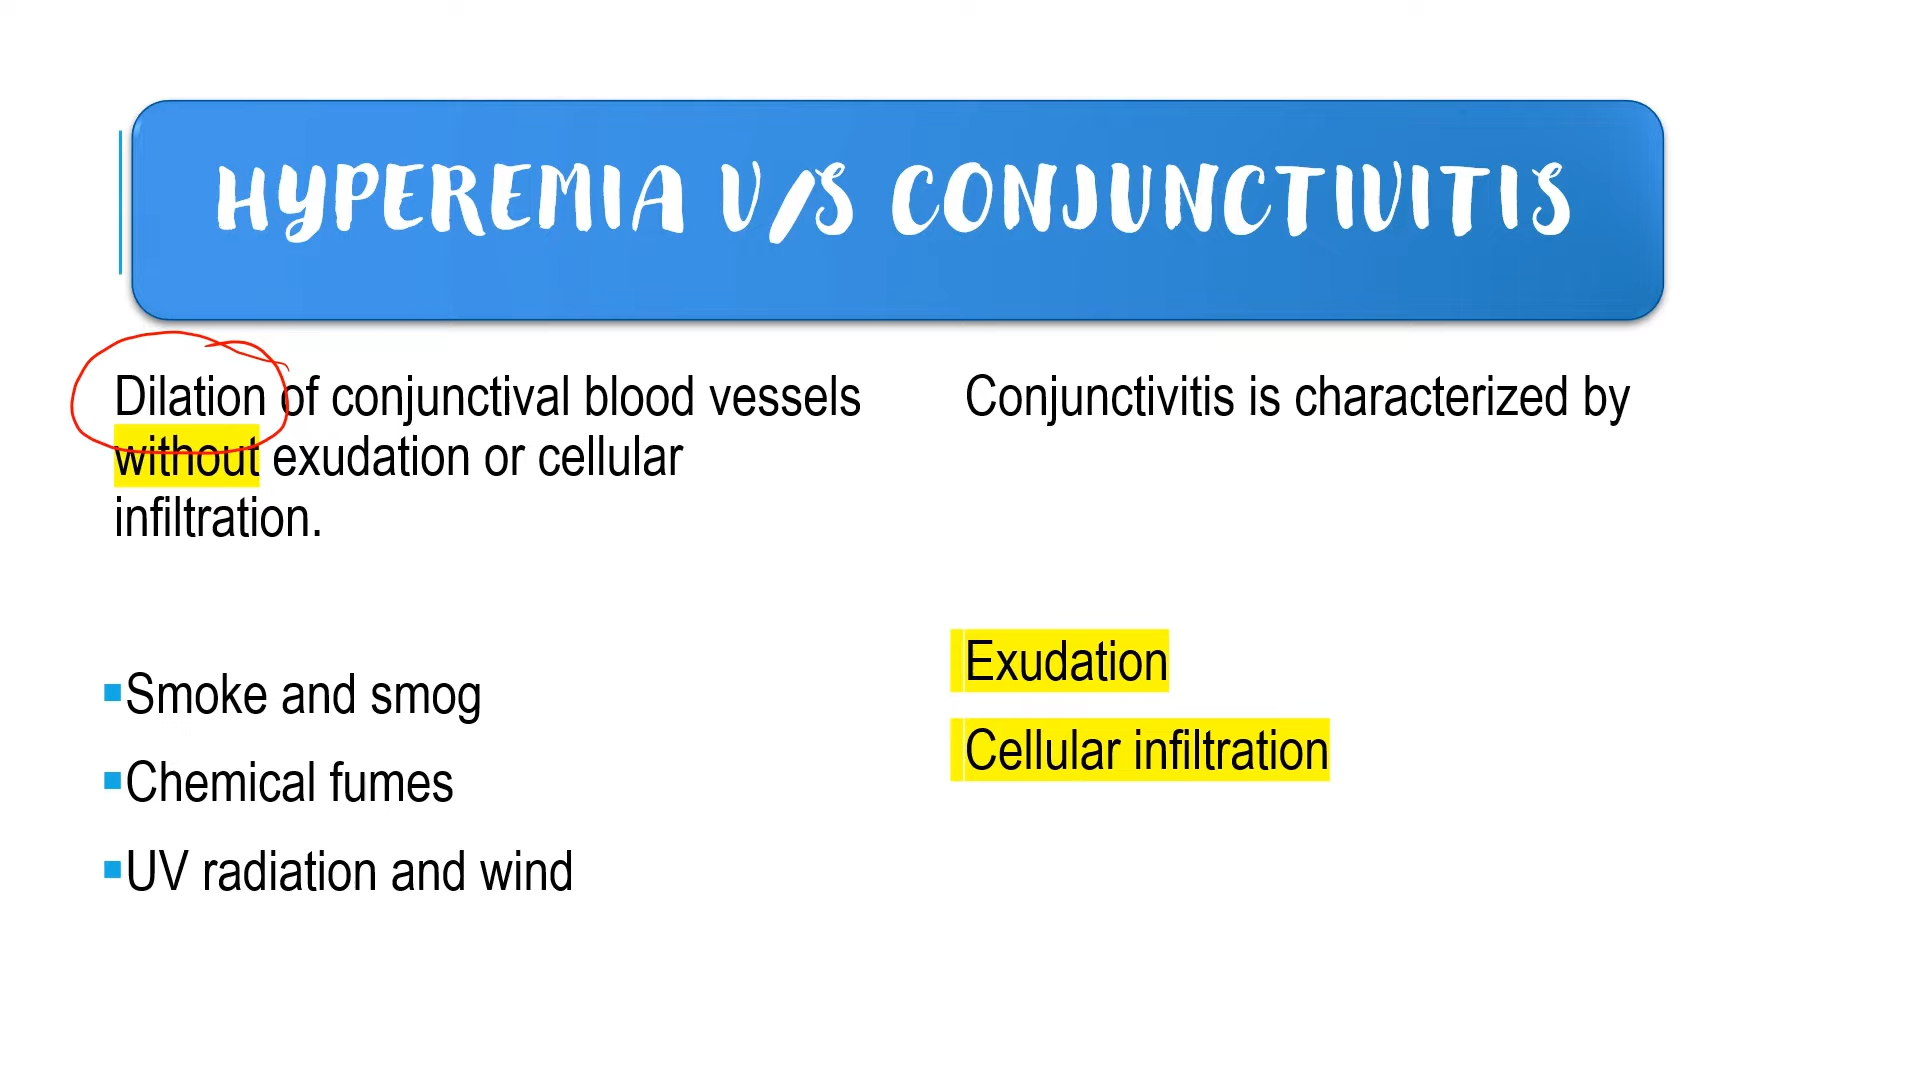 HYPEREMIA V/S CONJUNCTIVITIS
Dilation of conjunctival blood vessels
without exudation or cellular
infiltration.
▪Smoke and smog
▪Chemical fumes
▪UV radiation and wind
Conjunctivitis is characterized by
Exudation
Cellular infiltration